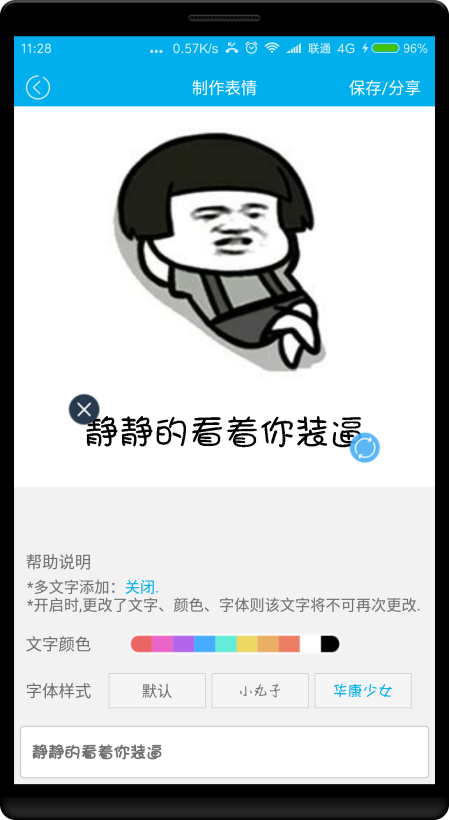 11:28 ... 0.57K/s 联通 4G 96%
制作表情 保存/分享
静静的看着你装逼
帮助说明
*多文字添加：关闭.
*开启时,更改了文字、颜色、字体则该文字将不可再次更改.
文字颜色
字体样式 默认 小丸子 华康少女
静静的看着你装逼